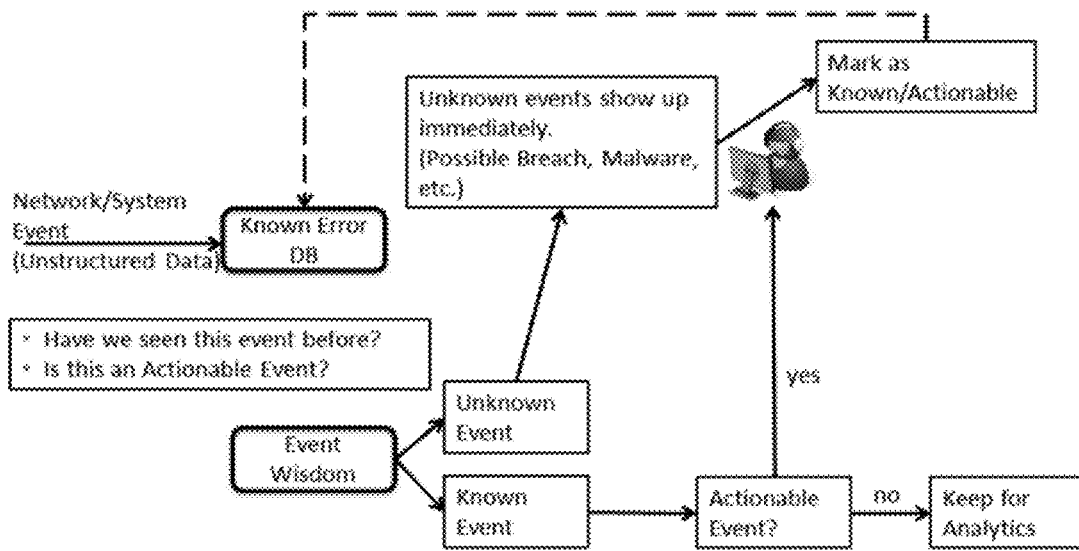 Mark as
Known/Actionable
Unknown events show up
immediately.
(Possible Breach, Malware,
etc.)
Network/System
Event
(Unstructured Data)
Known Error
DB
• Have we seen this event before?
• Is this an Actionable Event?
yes
Unknown
Event
Event
Wisdom
Known
Event
Actionable
Event?
no
Keep for
Analytics